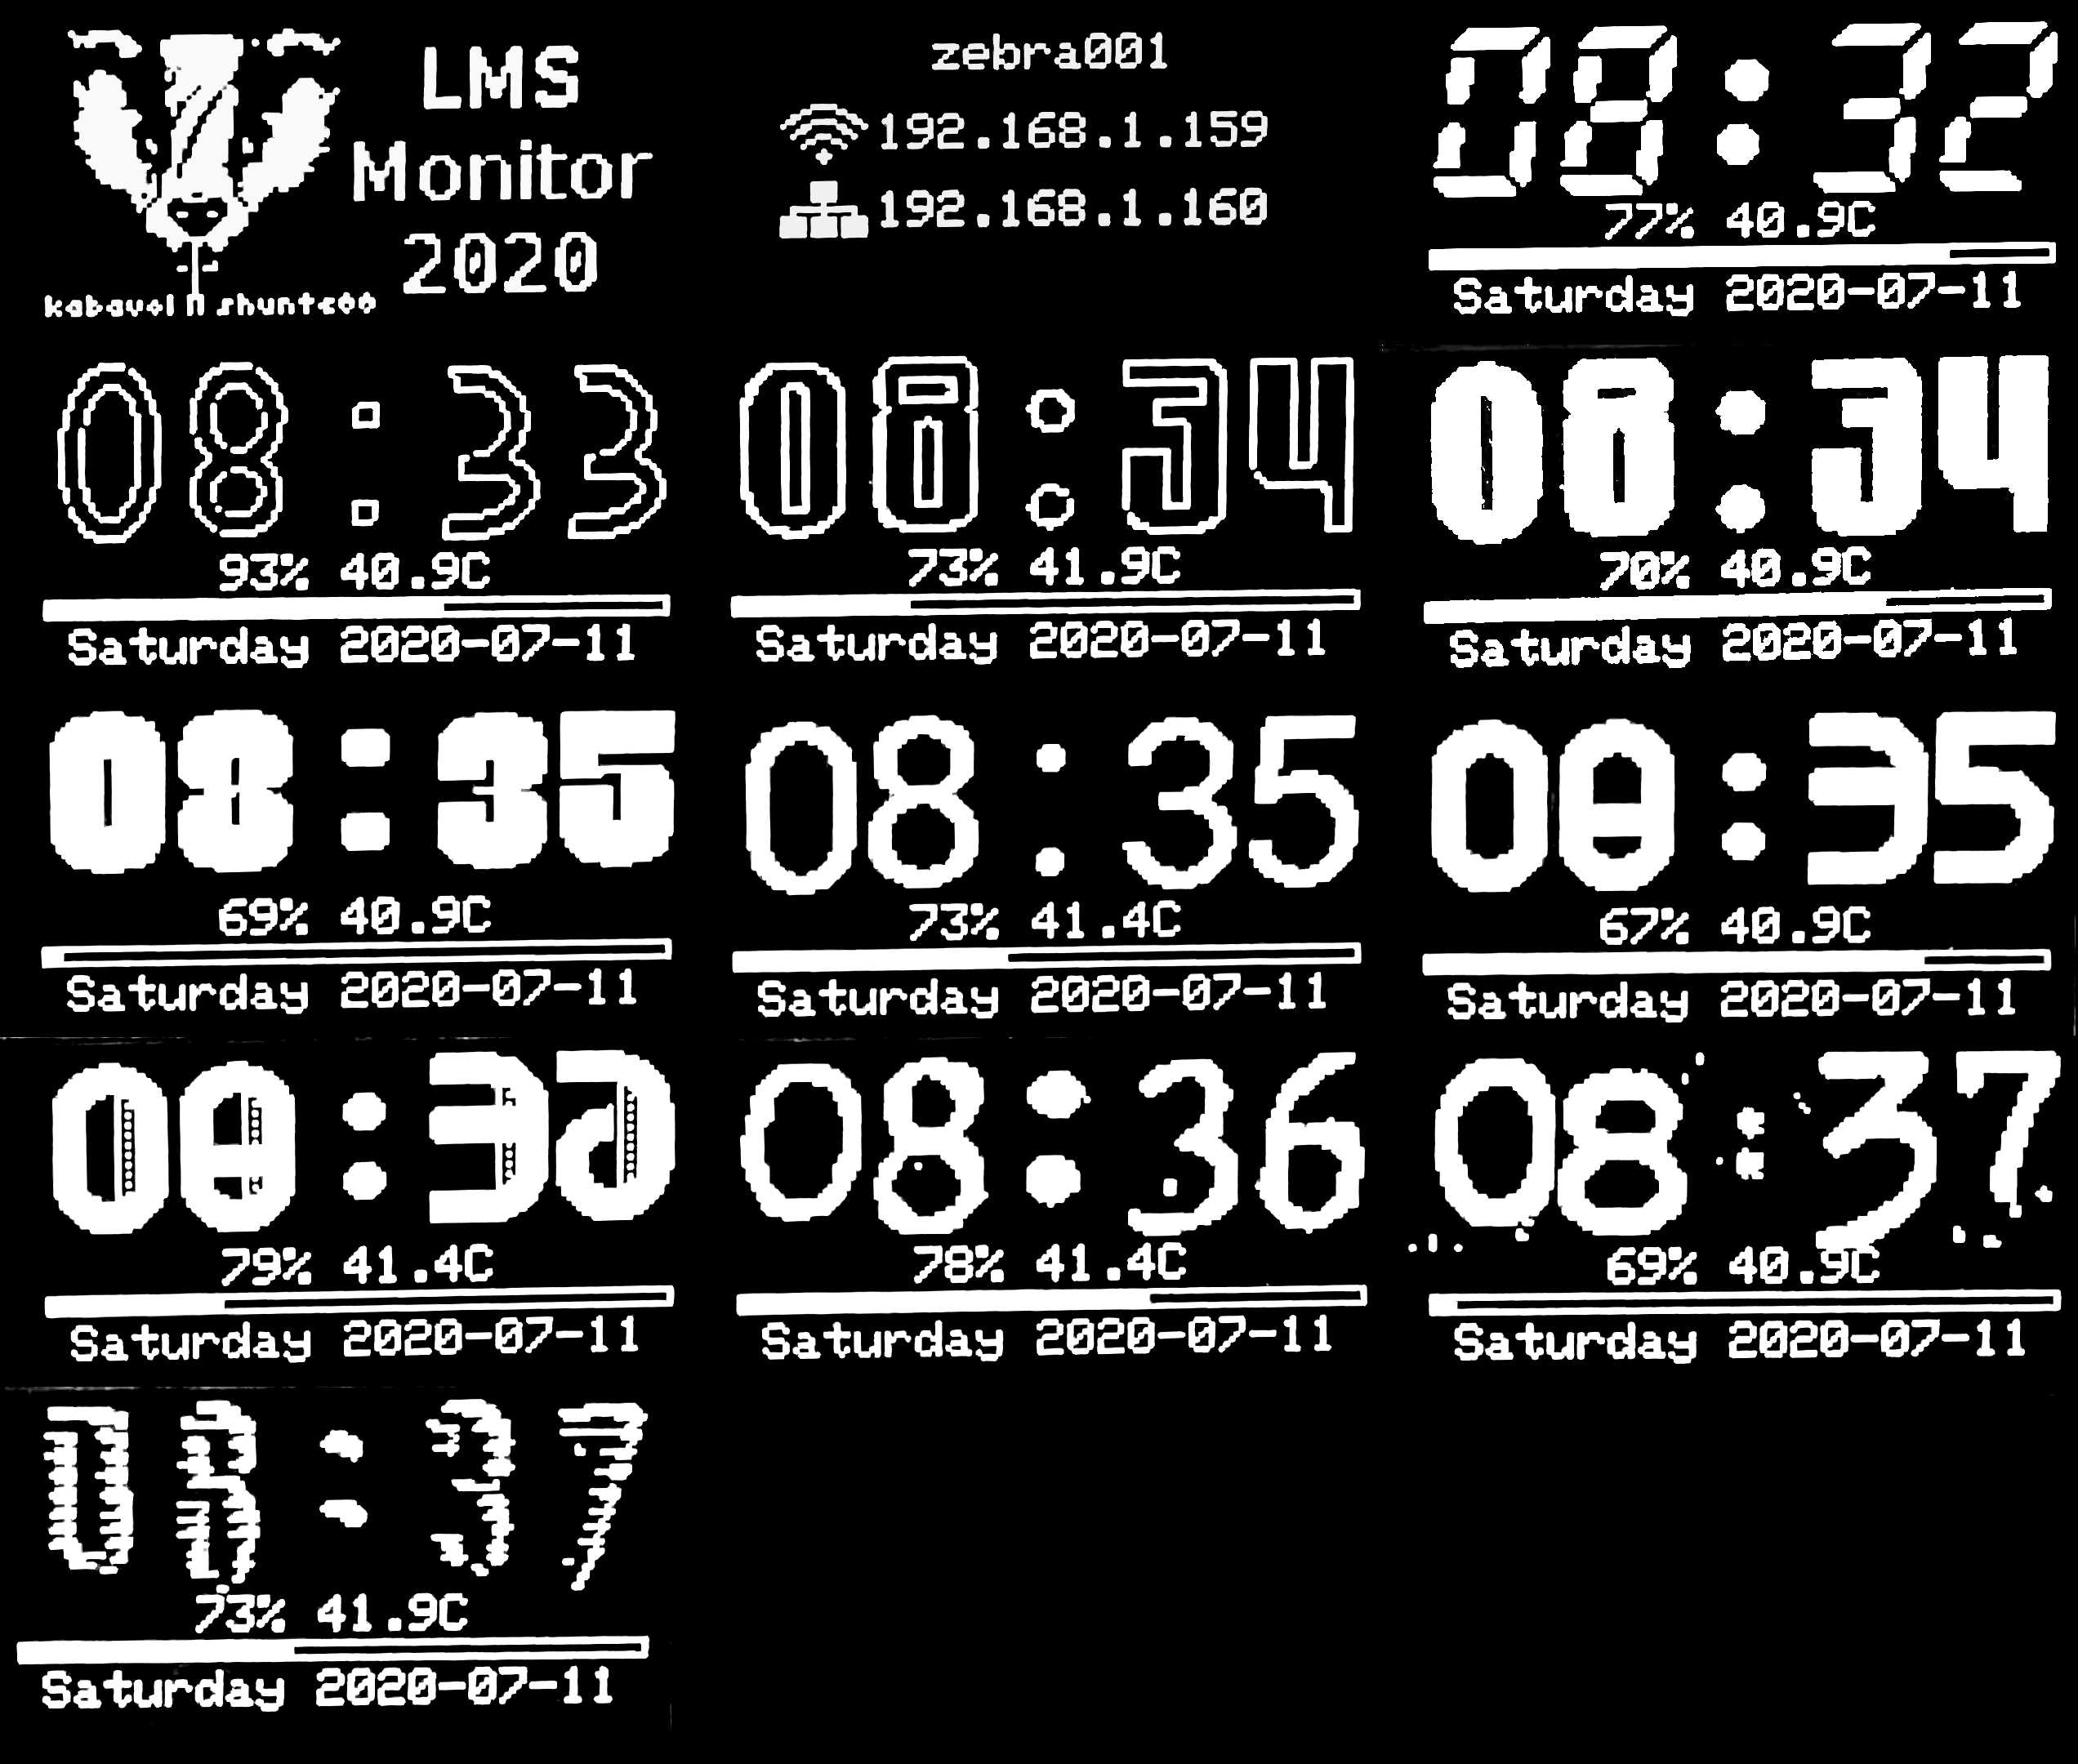 LMS
Monitor
2020
kabavol n shuntcoo
zebra001
192.168.1.159
192.168.1.160
08:32
77% 40.9C
Saturday 2020-07-11
08:33
93% 40.9C
Saturday 2020-07-11
08:34
73% 41.9C
Saturday 2020-07-11
08:34
70% 40.9C
Saturday 2020-07-11
08:35
69% 40.9C
Saturday 2020-07-11
08:35
73% 41.4C
Saturday 2020-07-11
08:35
67% 40.9C
Saturday 2020-07-11
08:36
79% 41.4C
Saturday 2020-07-11
08:36
78% 41.4C
Saturday 2020-07-11
08:37
69% 40.9C
Saturday 2020-07-11
08:37
73% 41.9C
Saturday 2020-07-11